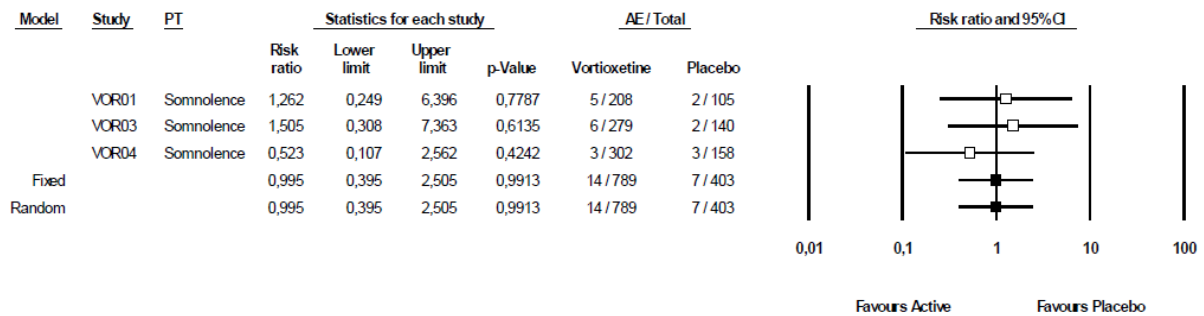 Model Study PT Statistics for each study AE / Total Risk ratio and 95% CI
Risk ratio Lower limit Upper limit p-Value Vortioxetine Placebo
VOR01 Somnolence 1,262 0,249 6,396 0,7787 5 / 208 2 / 105
VOR03 Somnolence 1,505 0,308 7,363 0,6135 6 / 279 2 / 140
VOR04 Somnolence 0,523 0,107 2,562 0,4242 3 / 302 3 / 158
Fixed 0,995 0,395 2,505 0,9913 14 / 789 7 / 403
Random 0,995 0,395 2,505 0,9913 14 / 789 7 / 403
0,01 0,1 1 10 100
Favours Active Favours Placebo